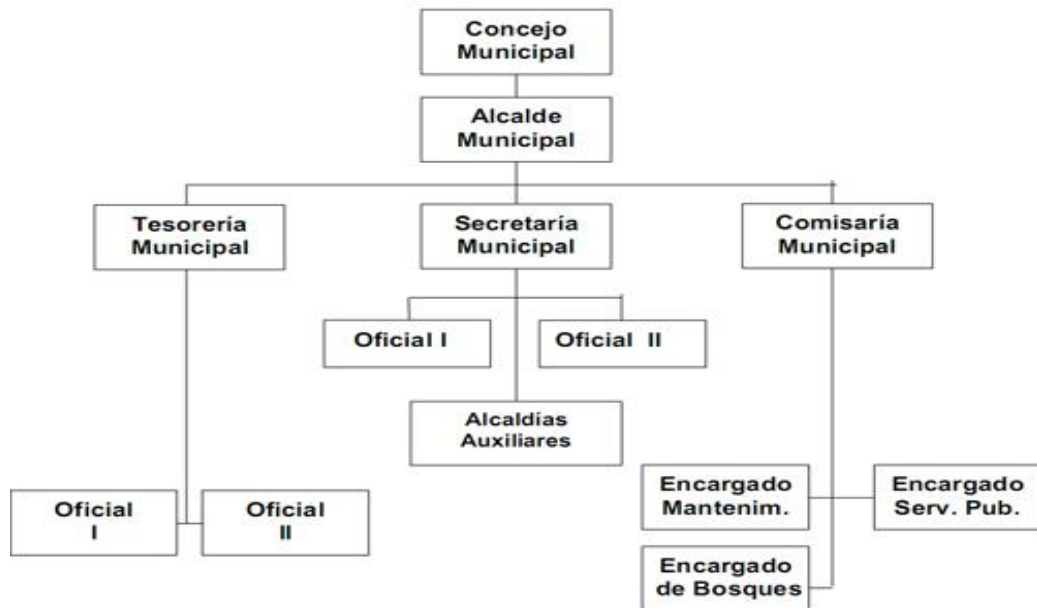 Concejo
Municipal
Alcalde
Municipal
Tesorería
Municipal
Secretaría
Municipal
Comisaría
Municipal
Oficial I
Oficial II
Alcaldías
Auxiliares
Encargado
Mantenim.
Encargado
Serv. Pub.
Oficial
I
Oficial
II
Encargado
de Bosques